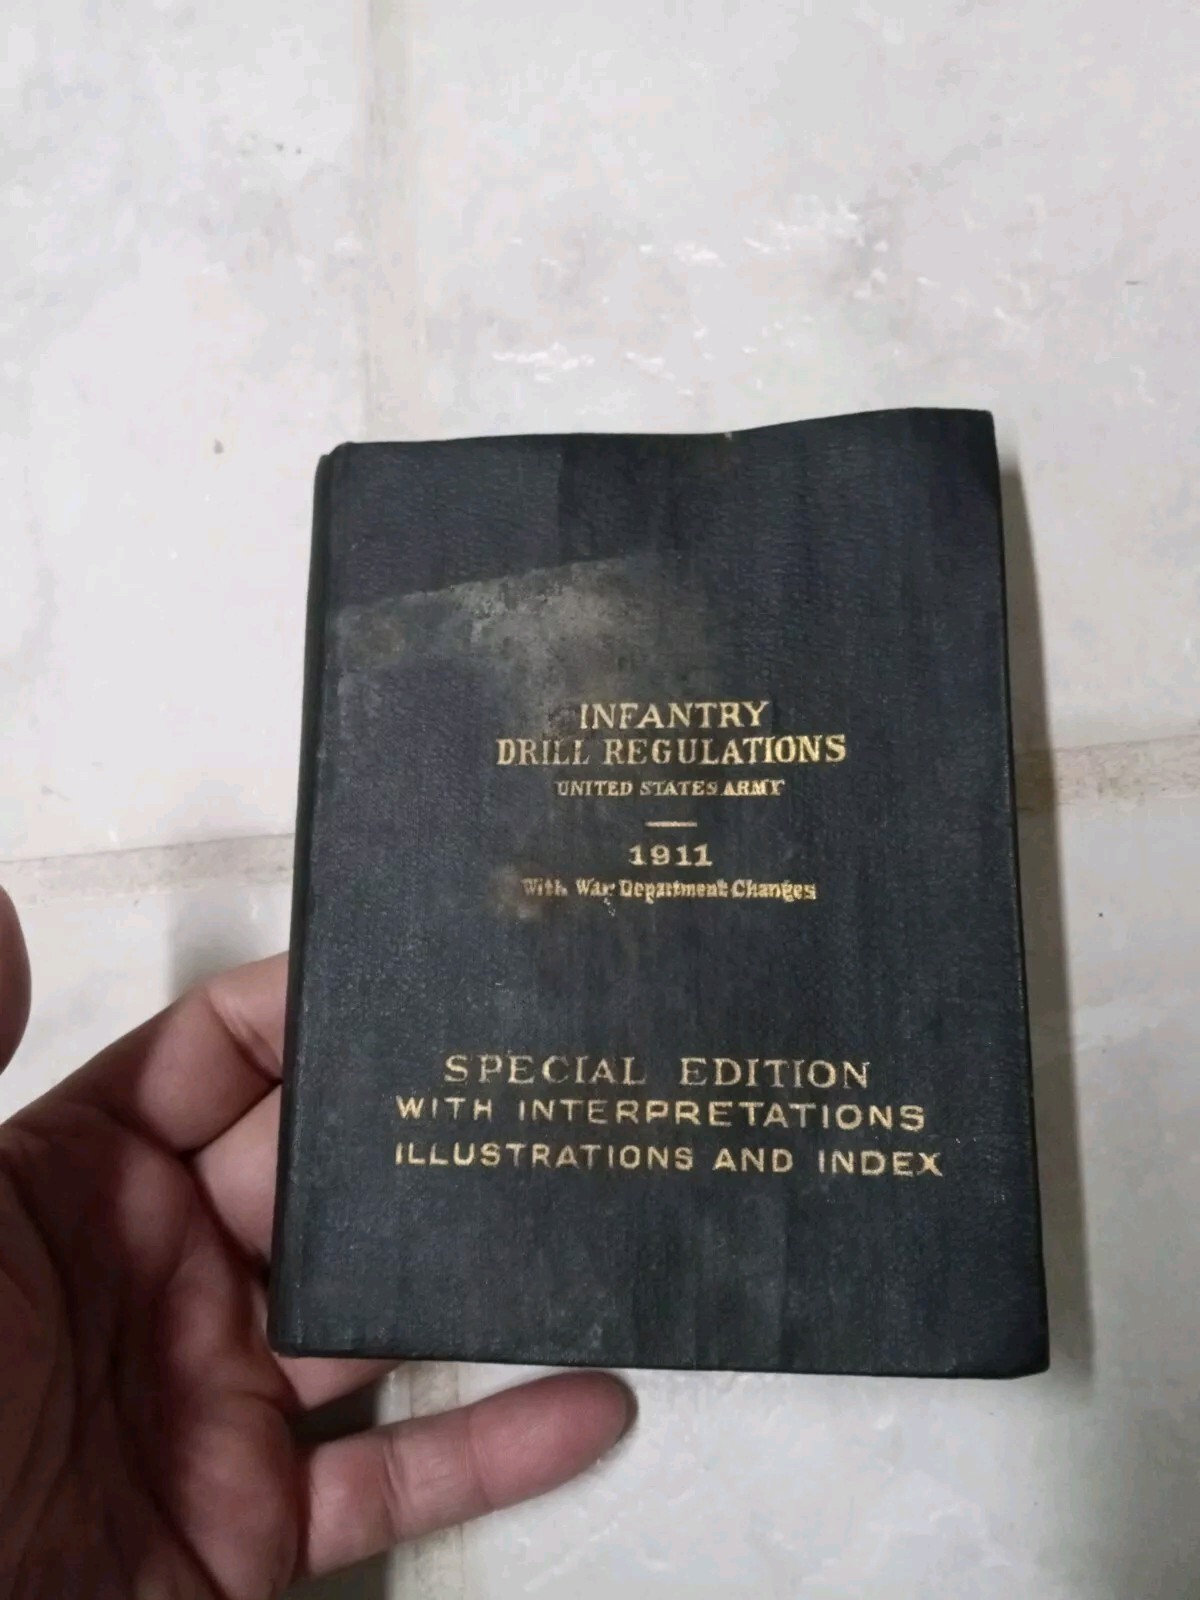 INFANTRY
DRILL REGULATIONS
UNITED STATES ARMY
1911
With War Department Changes
SPECIAL EDITION
WITH INTERPRETATIONS
ILLUSTRATIONS AND INDEX